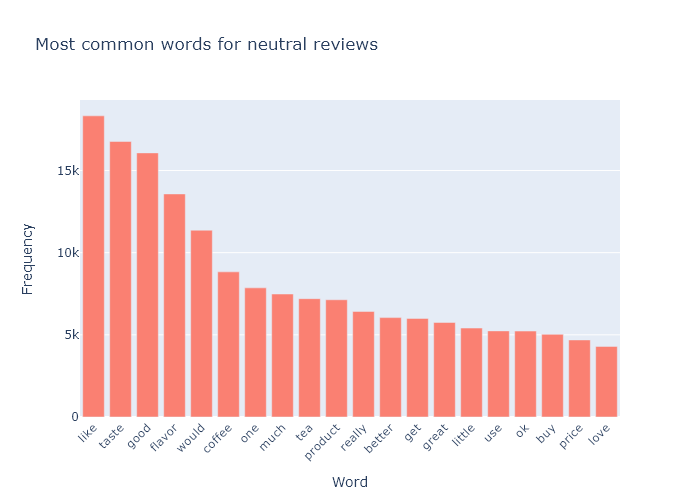 Most common words for neutral reviews
Frequency
15k
10k
5k
0
like
taste
good
flavor
would
coffee
one
much
tea
product
really
better
get
great
little
use
ok
buy
price
love
Word